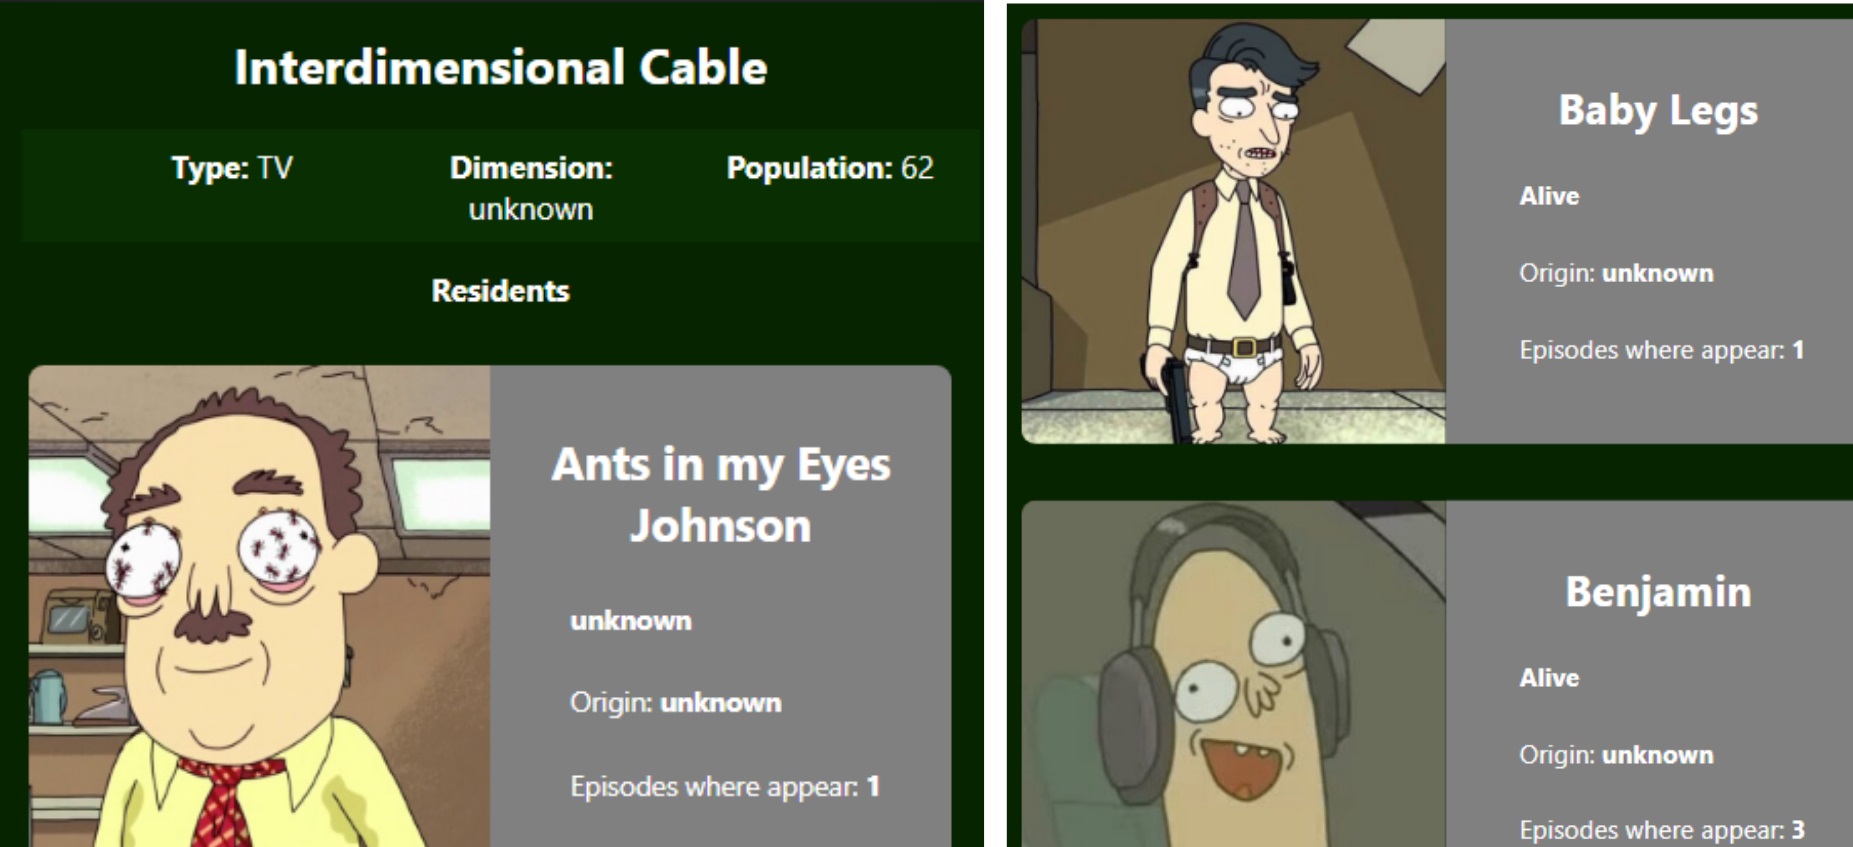 Interdimensional Cable
Type: TV
Dimension: unknown
Population: 62
Residents
Ants in my Eyes
Johnson
unknown
Origin: unknown
Episodes where appear: 1
Baby Legs
Alive
Origin: unknown
Episodes where appear: 1
Benjamin
Alive
Origin: unknown
Episodes where appear: 3